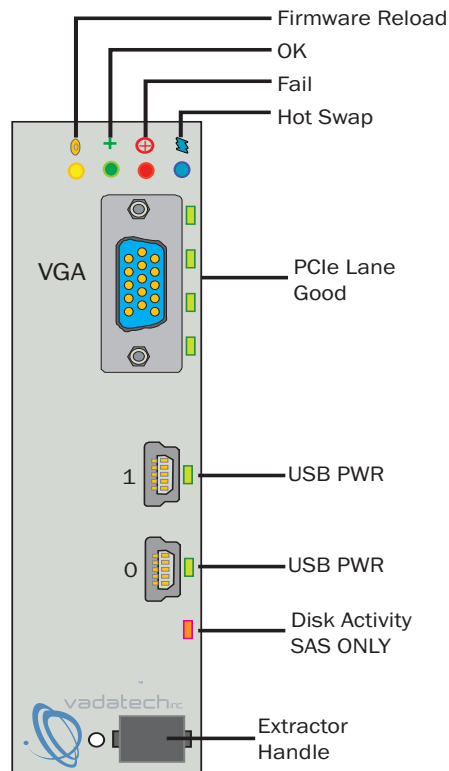 Firmware Reload
OK
Fail
Hot Swap
VGA
PCIe Lane
Good
1
USB PWR
0
USB PWR
Disk Activity
SAS ONLY
vadatech inc
Extractor
Handle